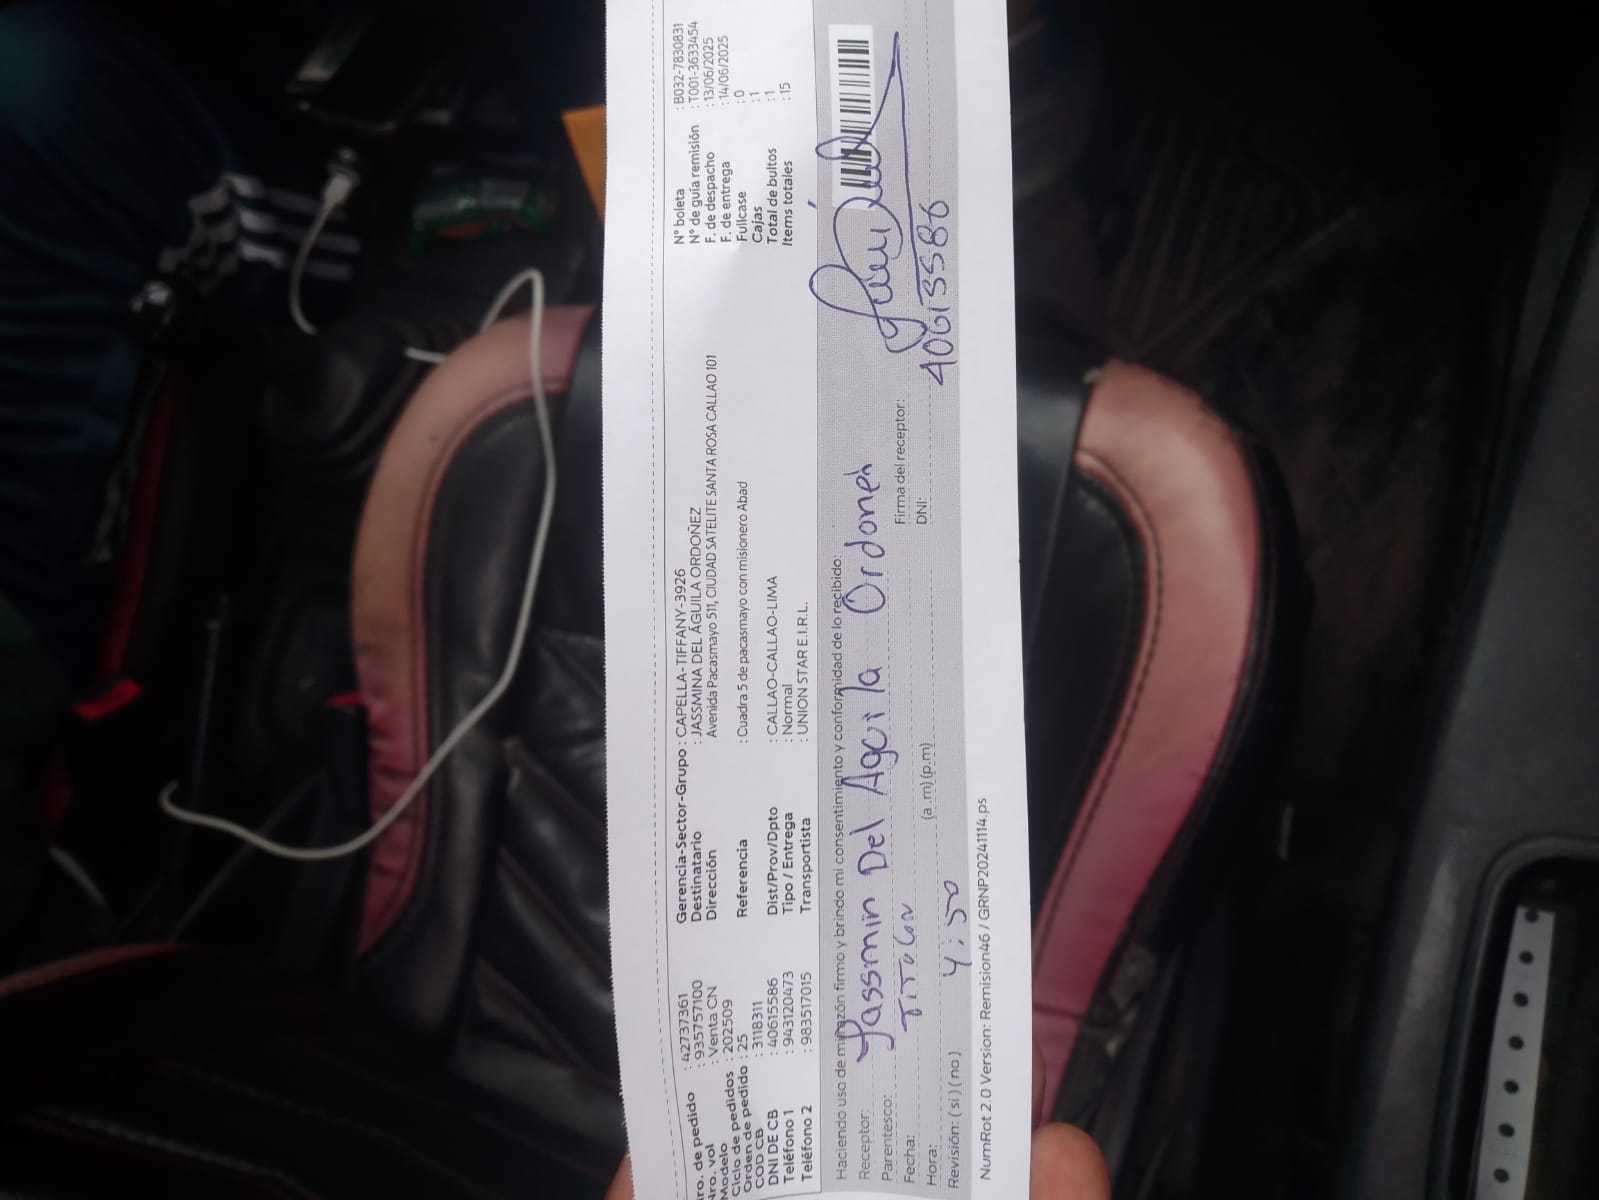 Nro. de pedido : 42737361
Nro. vol : 935757100
Modelo : Venta CN
Ciclo de pedidos : 202509
Orden de pedido : 25
COD CB : 3118311
DNI DE CB : 40615586
Teléfono 1 : 943120473
Teléfono 2 : 983517015
Gerencia-Sector-Grupo : CAPELLA-TIFFANY-3926
Destinatario : JASSMINA DEL ÁGUILA ORDOÑEZ
Dirección Avenida Pacasmayo 511, CIUDAD SATELITE SANTA ROSA CALLAO 101
Referencia : Cuadra 5 de pacasmayo con misionero Abad
Dist/Prov/Dpto : CALLAO-CALLAO-LIMA
Tipo / Entrega : Normal
Transportista : UNION STAR E.I.R.L.
N° boleta : B032-7830831
N° de guía remisión : T001-3633454
F. de despacho : 13/06/2025
F. de entrega : 14/06/2025
Fullcase : 0
Cajas : 1
Total de bultos : 1
Items totales : 15
Haciendo uso de mi razón firmo y brindo mi consentimiento y conformidad de lo recibido:
Receptor: Yassmin Del Aguila Ordoñez
Parentesco: Titular
Fecha:
Hora: 4:50 (a.m)(p.m)
Revisión: ( si ) ( no )
Firma del receptor:
DNI: 40615586
NumRot 2.0 Version: Remision46 / GRNP20241114.ps